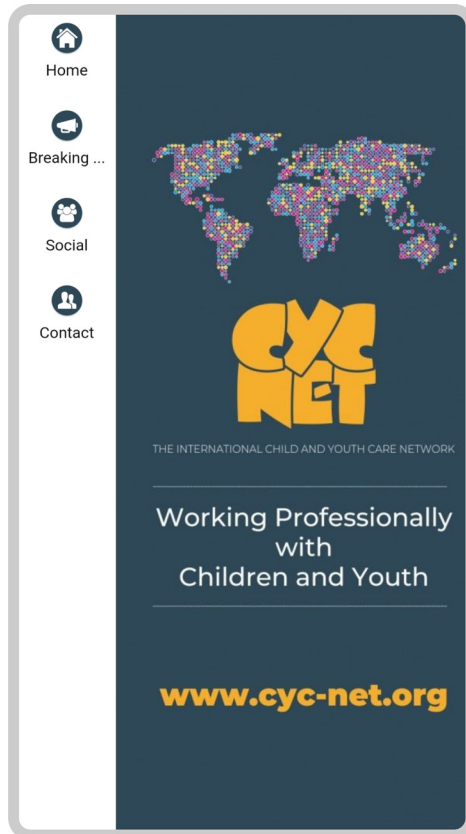 Home
Breaking ...
Social
Contact
CYC
NET
THE INTERNATIONAL CHILD AND YOUTH CARE NETWORK
Working Professionally
with
Children and Youth
www.cyc-net.org